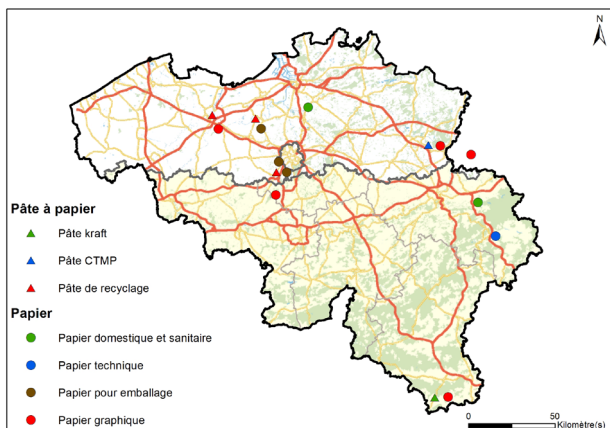 N
Pâte à papier
Pâte kraft
Pâte CTMP
Pâte de recyclage
Papier
Papier domestique et sanitaire
Papier technique
Papier pour emballage
Papier graphique
0 50
Kilomètre(s)